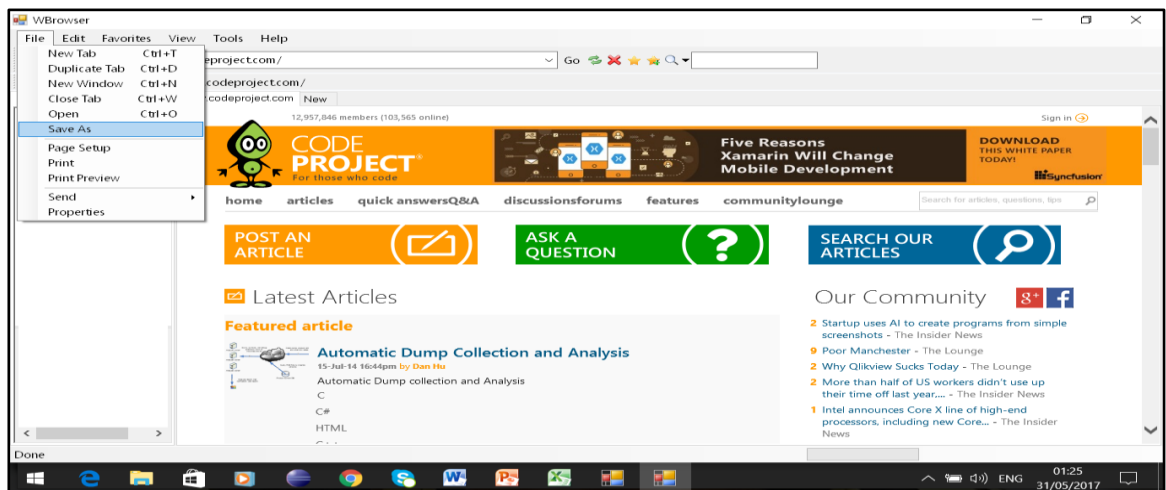 WBrowser
File Edit Favorites View Tools Help
New Tab Ctrl+T
Duplicate Tab Ctrl+D
New Window Ctrl+N
Close Tab Ctrl+W
Open Ctrl+O
Save As
Page Setup
Print
Print Preview
Send
Properties
eproject.com/
Go
codeproject.com/
codeproject.com New
12,957,846 members (103,565 online)
Sign in
CODE
PROJECT®
For those who code
Five Reasons
Xamarin Will Change
Mobile Development
DOWNLOAD
THIS WHITE PAPER
TODAY!
Syncfusion
home articles quick answersQ&A discussionsforums features communitylounge
Search for articles, questions, tips
POST AN
ARTICLE
ASK A
QUESTION
?
SEARCH OUR
ARTICLES
Latest Articles
Featured article
Automatic Dump Collection and Analysis
15-Jul-14 16:44pm by Dan Hu
Automatic Dump collection and Analysis
C
C#
HTML
Our Community
8+ f
2 Startup uses AI to create programs from simple
screenshots - The Insider News
9 Poor Manchester - The Lounge
2 Why Qlikview Sucks Today - The Lounge
2 More than half of US workers didn't use up
their time off last year,... - The Insider News
1 Intel announces Core X line of high-end
processors, including new Core... - The Insider
News
Done
ENG
01:25
31/05/2017